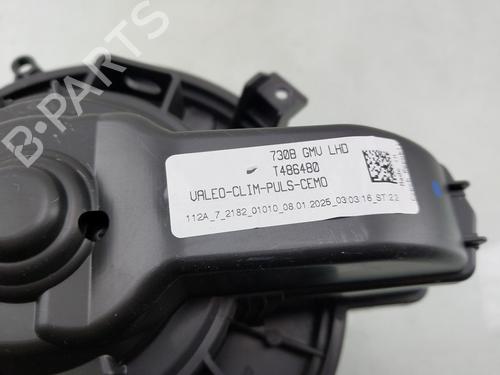 B-PARTS
730B GMV LHD
T486480
VALEO-CLIM-PULS-CEMO
112A_7_2182_01010_08.01.2025_03:03:16_ST:22